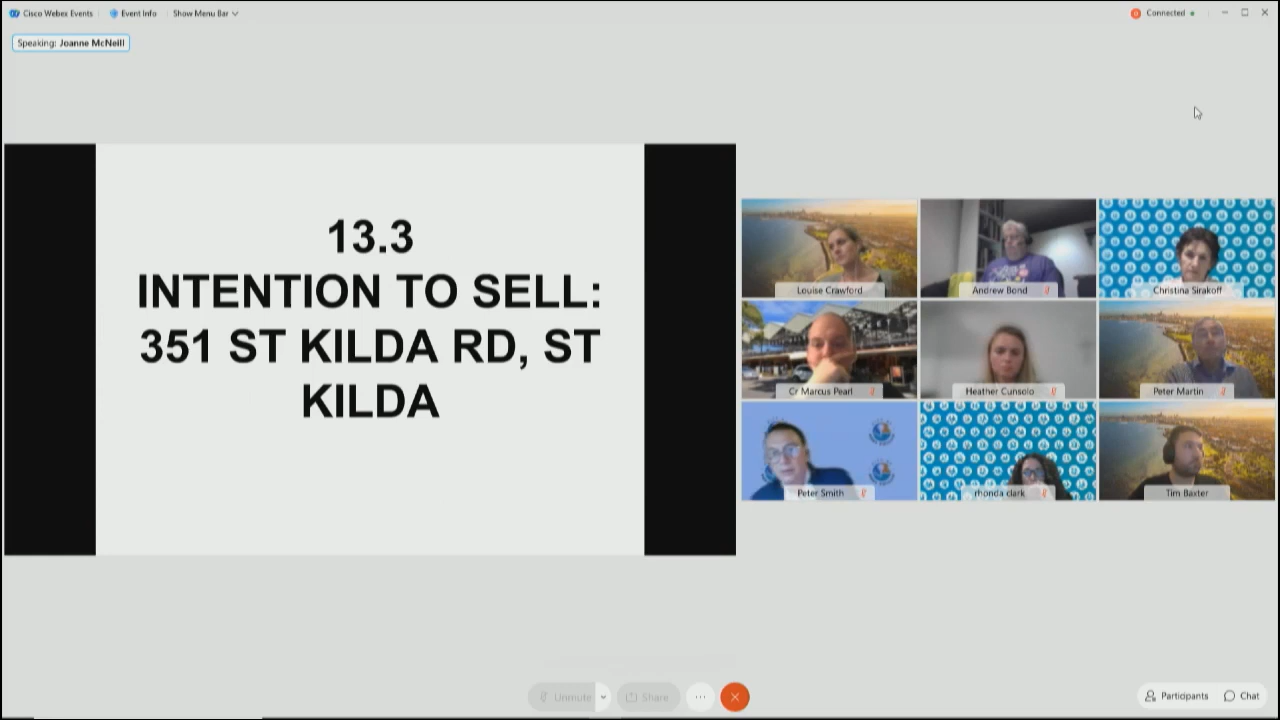 Cisco Webex Events Event Info Show Menu Bar Connected
Speaking: Joanne McNeill
13.3
INTENTION TO SELL:
351 ST KILDA RD, ST
KILDA
Louise Crawford Andrew Bond Christina Sirakoff
Cr Marcus Pearl Heather Cunsolo Peter Martin
Peter Smith rhonda clark Tim Baxter
Unmute Share Participants Chat